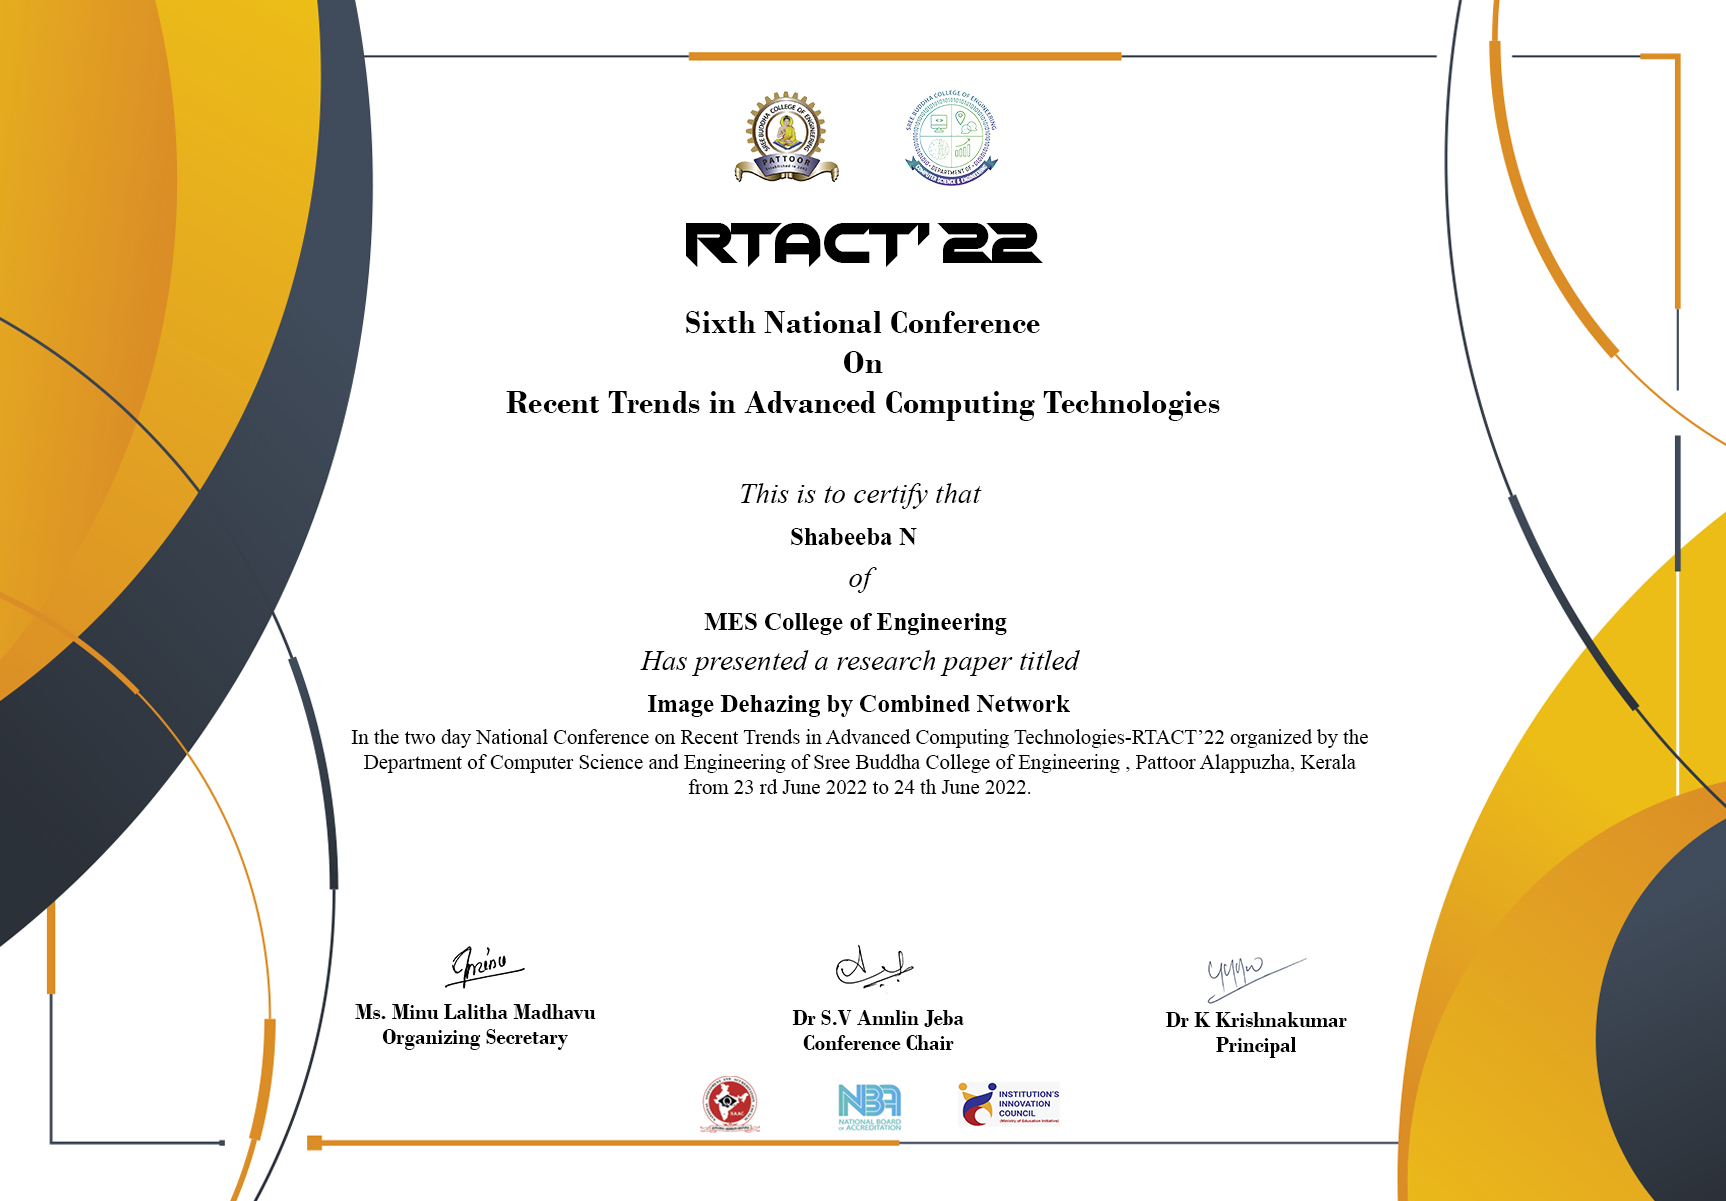 SREE BUDDHA COLLEGE OF ENGINEERING
PATTOOR
SREE BUDDHA COLLEGE OF ENGINEERING
DEPARTMENT OF
COMPUTER SCIENCE & ENGINEERING
RTACT'22
Sixth National Conference
On
Recent Trends in Advanced Computing Technologies
This is to certify that
Shabeeba N
of
MES College of Engineering
Has presented a research paper titled
Image Dehazing by Combined Network
In the two day National Conference on Recent Trends in Advanced Computing Technologies-RTACT’22 organized by the
Department of Computer Science and Engineering of Sree Buddha College of Engineering , Pattoor Alappuzha, Kerala
from 23 rd June 2022 to 24 th June 2022.
Minu
Ms. Minu Lalitha Madhavu
Organizing Secretary
Dr S.V Annlin Jeba
Conference Chair
Dr K Krishnakumar
Principal
NAAC
NBA
NATIONAL BOARD
OF ACCREDITATION
INSTITUTION'S
INNOVATION
COUNCIL
(Ministry of Education Initiative)